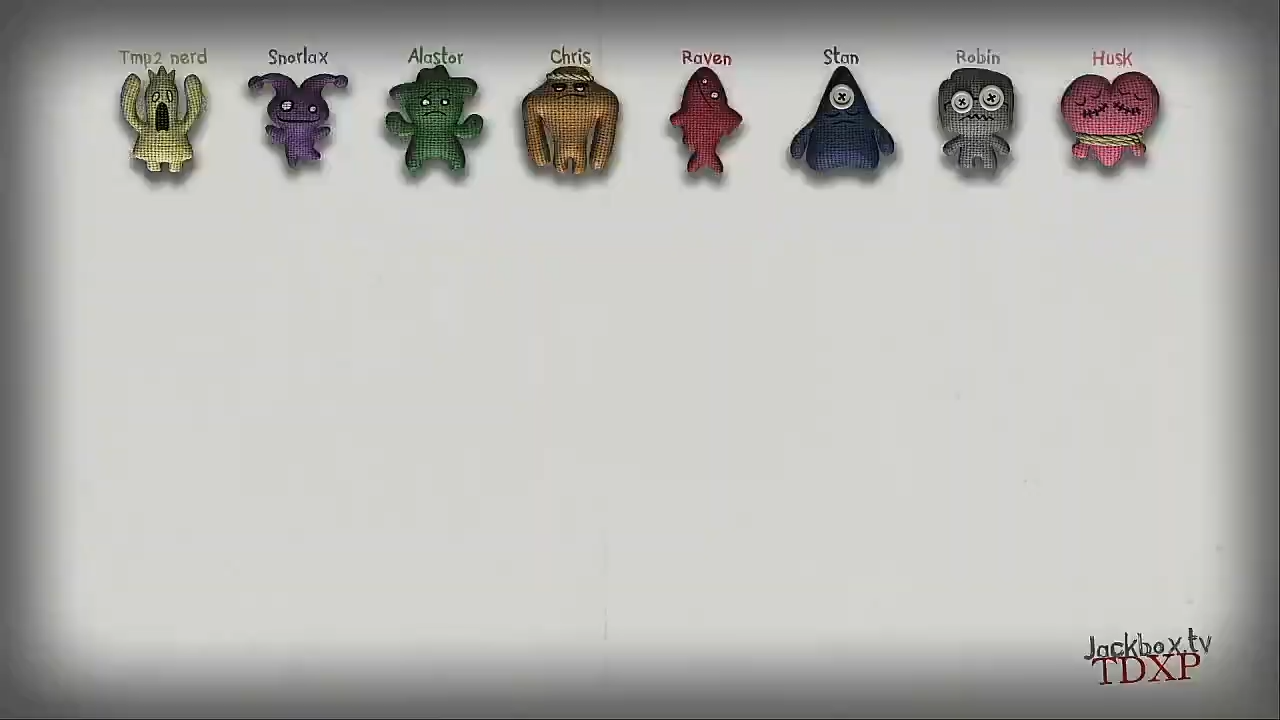 Tmp2 nerd
Snorlax
Alastor
Chris
Raven
Stan
Robin
Husk
Jackbox.tv
TDXP